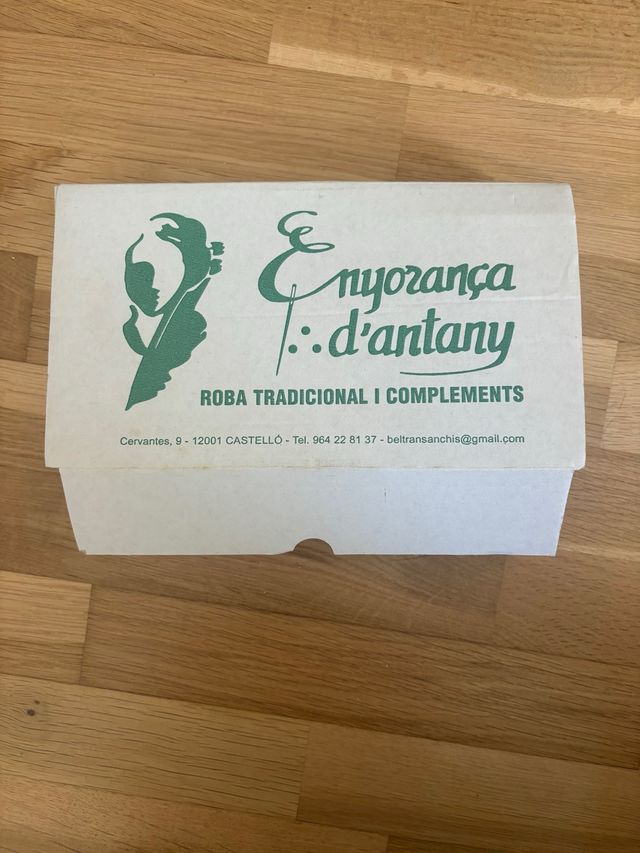 Enyorança
d'antany
ROBA TRADICIONAL I COMPLEMENTS
Cervantes, 9 - 12001 CASTELLÓ - Tel. 964 22 81 37 - beltransanchis@gmail.com